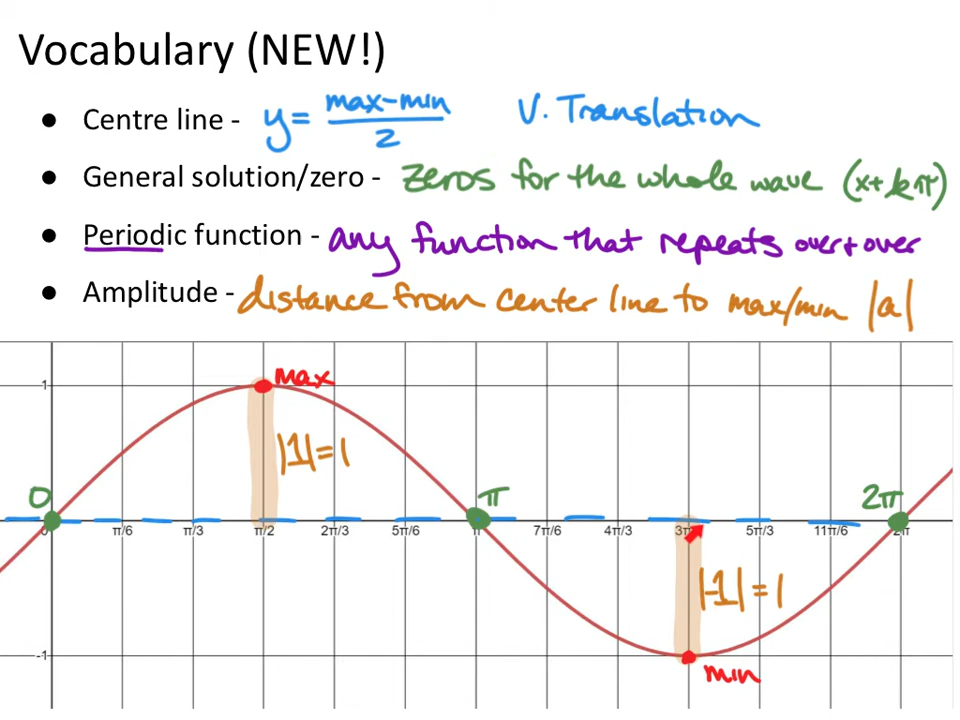 Vocabulary (NEW!)
● Centre line - y = max-min / 2 V. Translation
● General solution/zero - zeros for the whole wave (x+kπ)
● Periodic function - any function that repeats over + over
● Amplitude - distance from center line to max/min |a|
1
max
|1| = 1
0 π 2π
0 π/6 π/3 π/2 2π/3 5π/6 π 7π/6 4π/3 3π 5π/3 11π/6 2π
|-1| = 1
-1
min